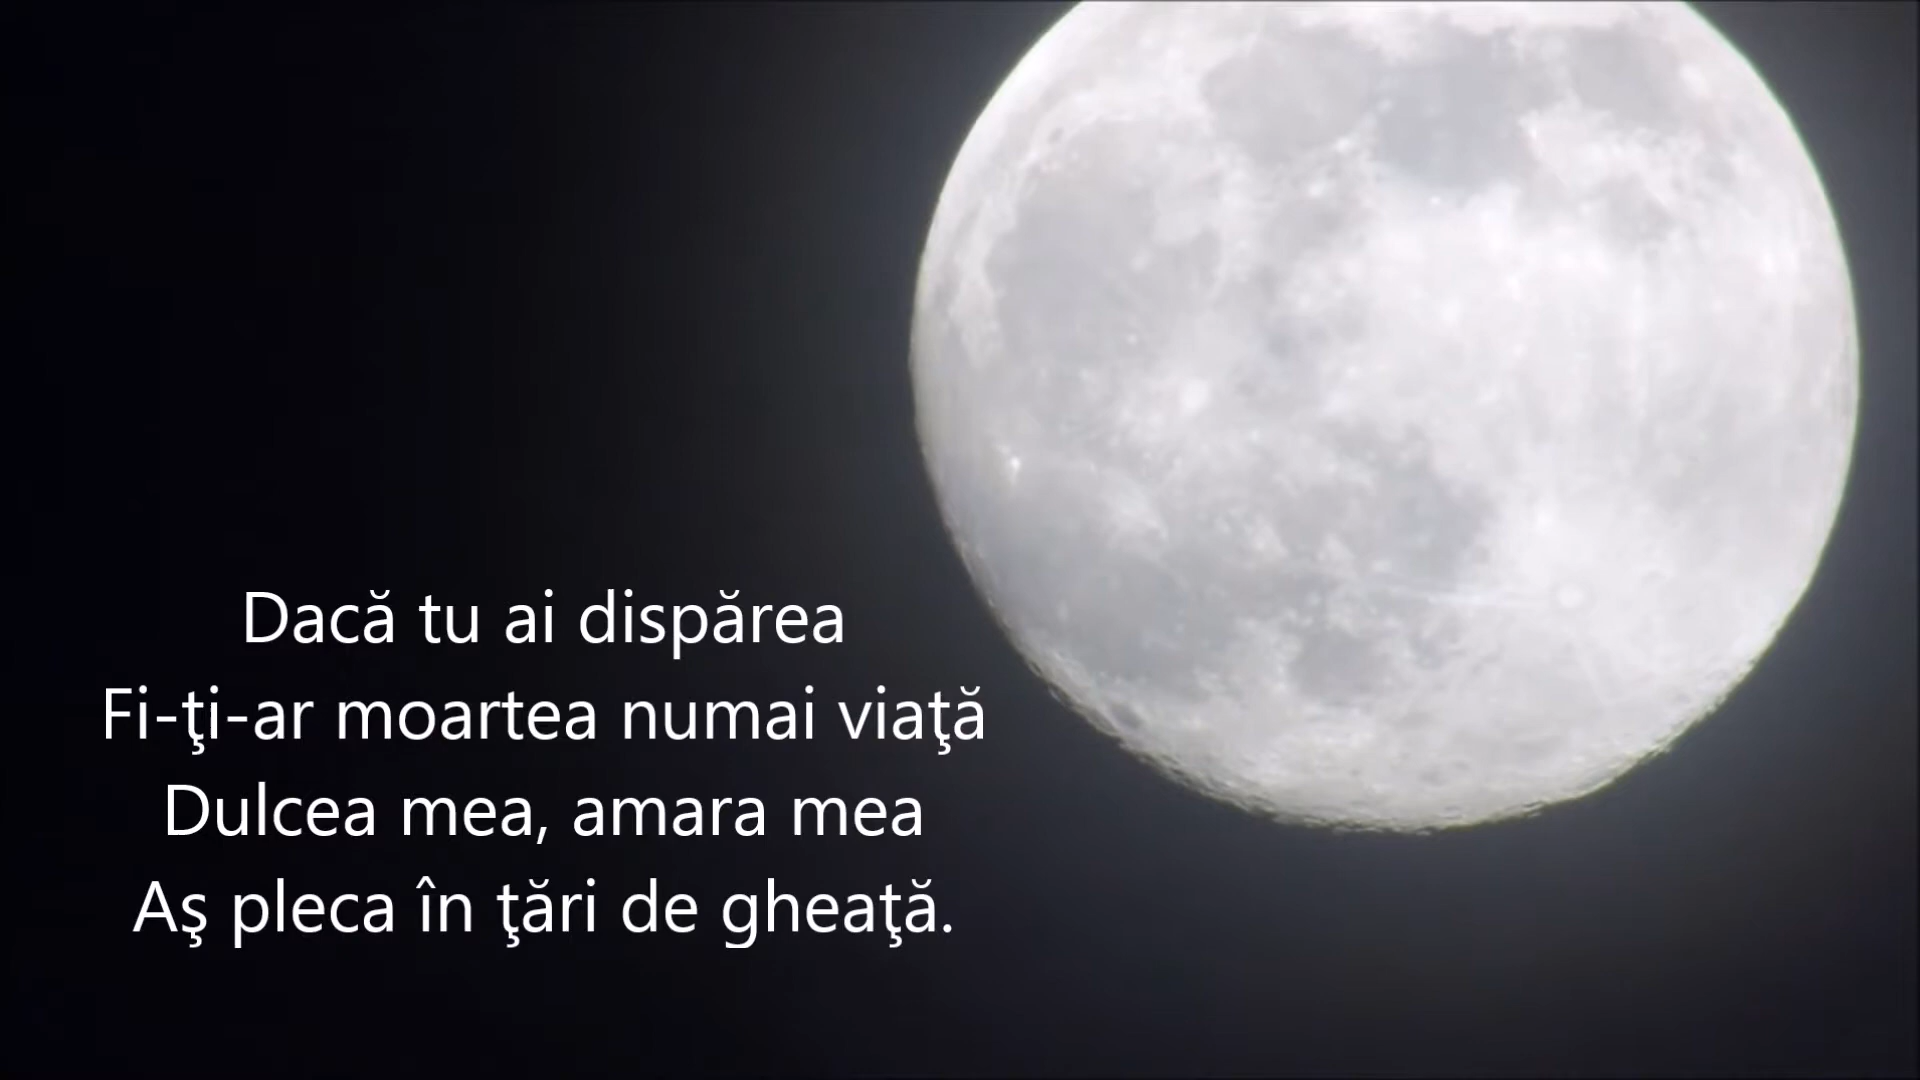 Dacă tu ai dispărea
Fi-ţi-ar moartea numai viaţă
Dulcea mea, amara mea
Aş pleca în ţări de gheaţă.